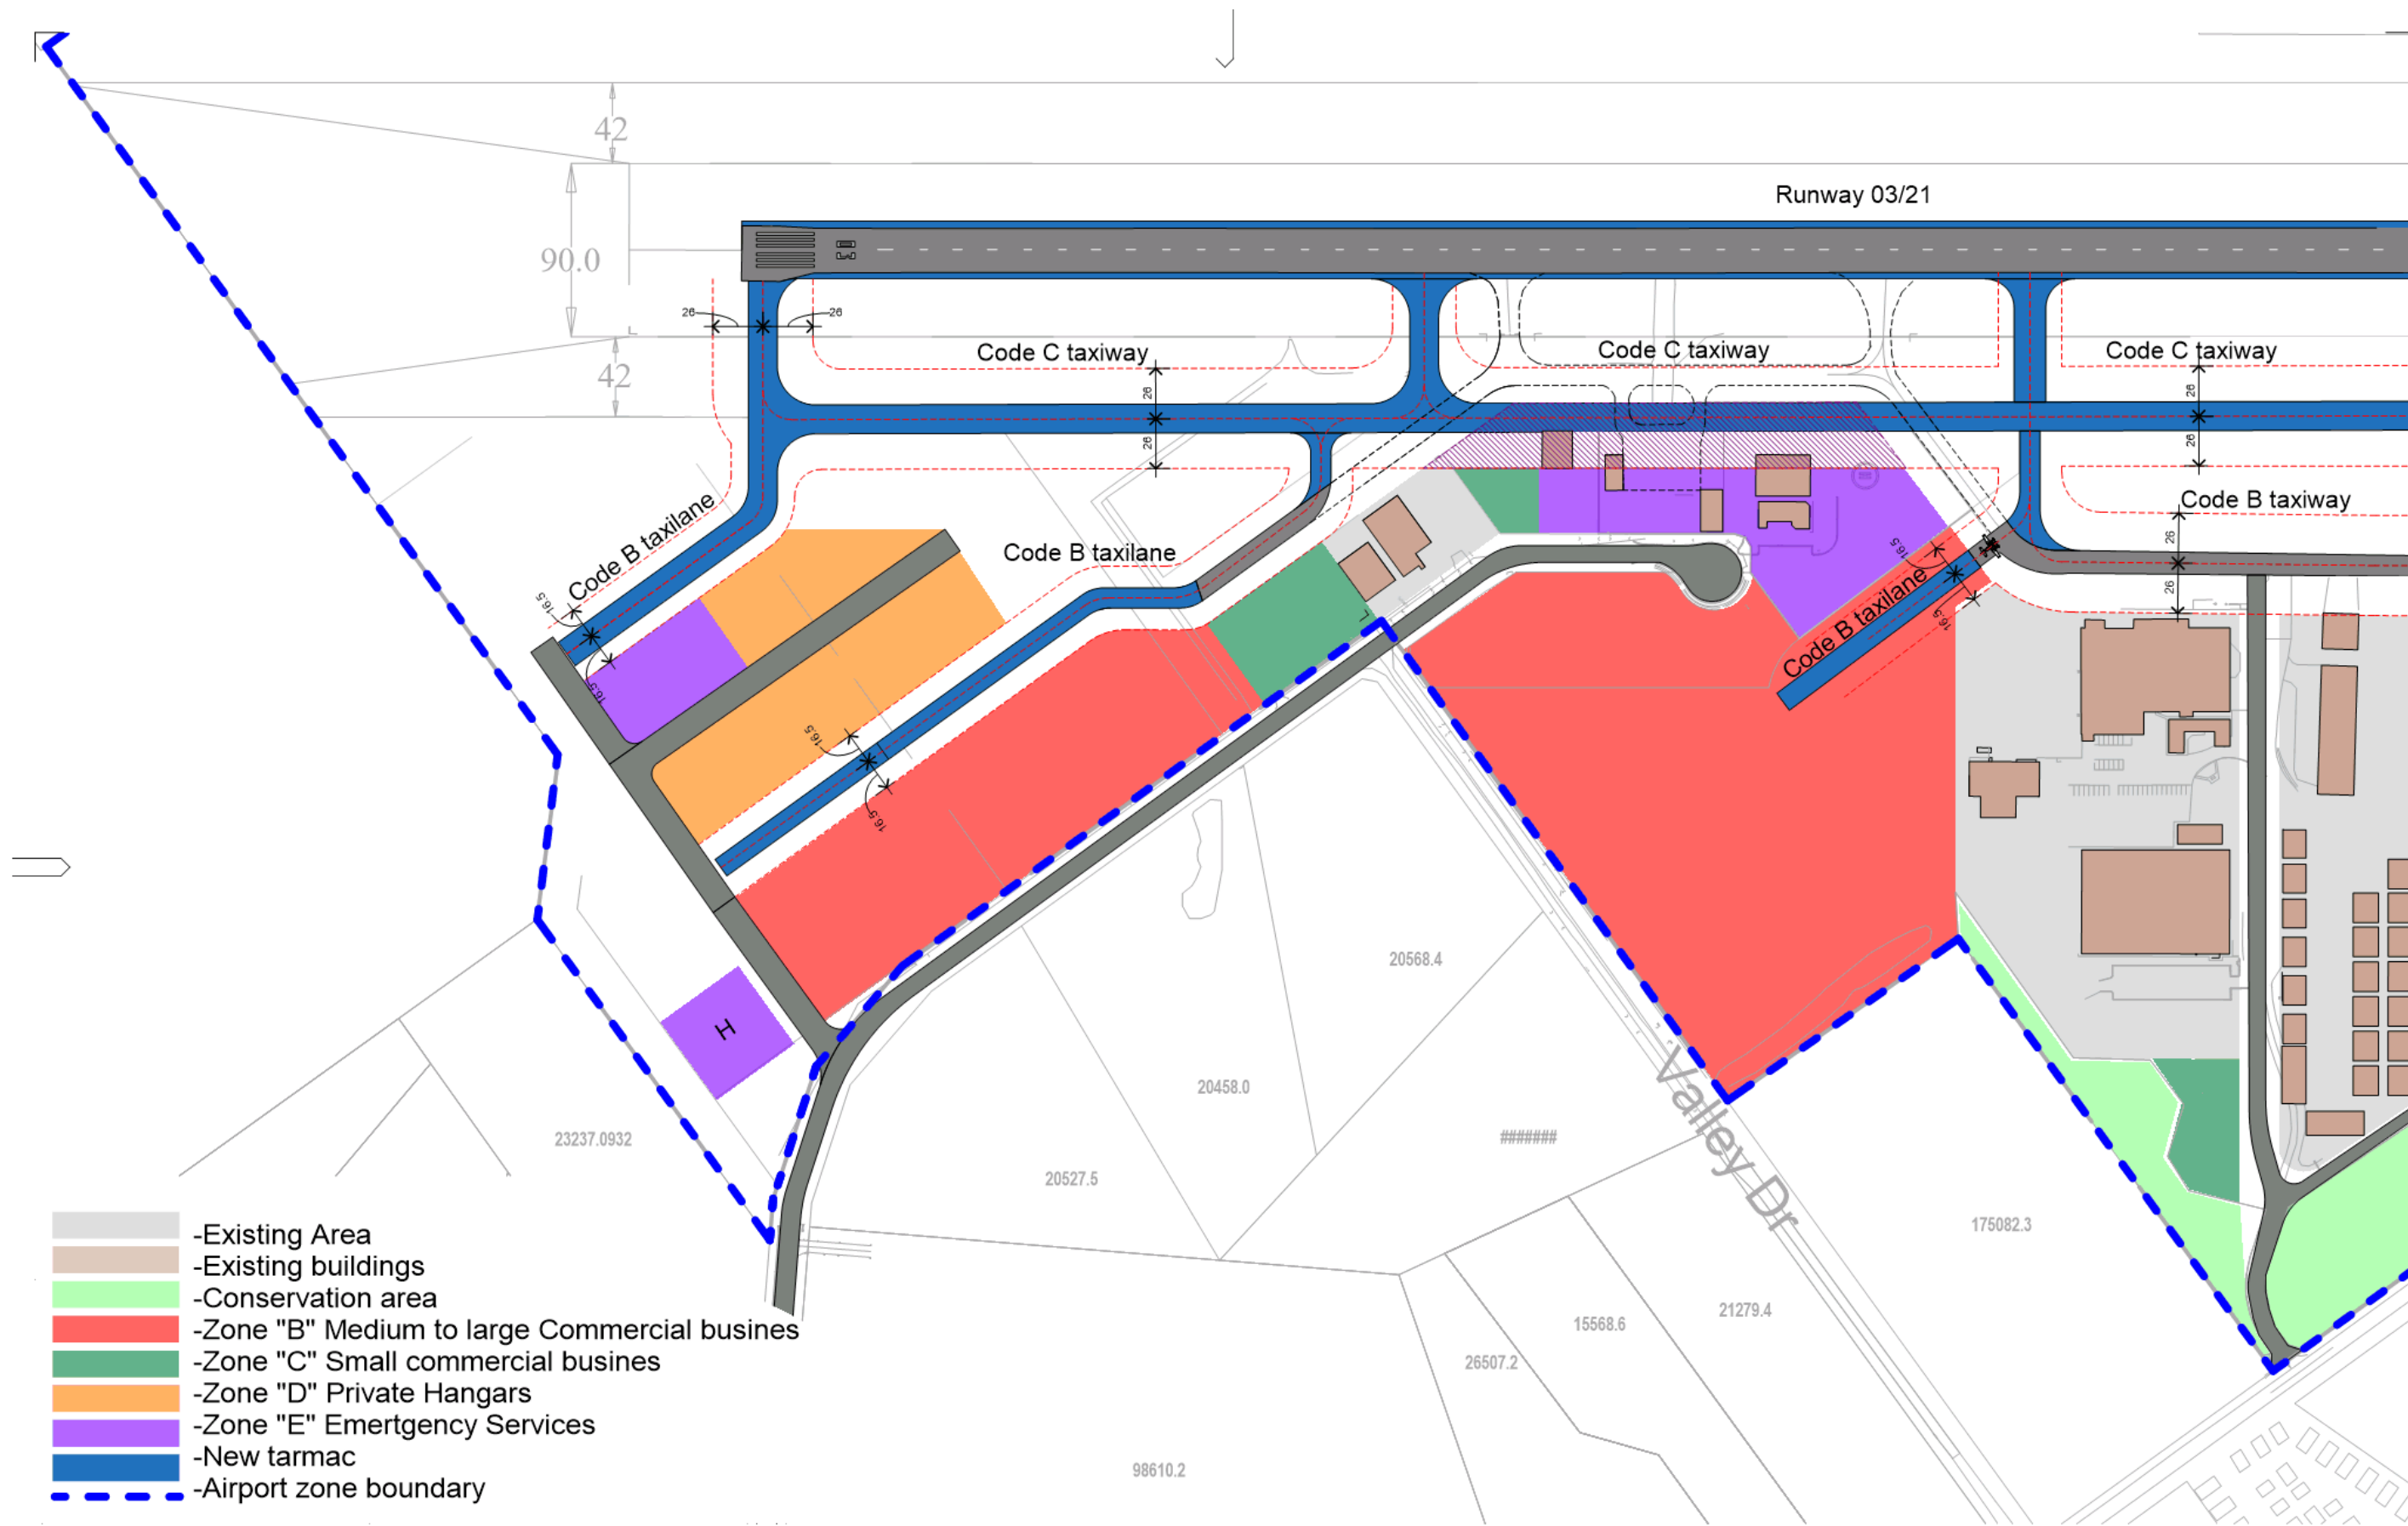 42
Runway 03/21
90.0
26
26
Code C taxiway
Code C taxiway
Code C taxiway
42
26
26
26
26
Code B taxilane
Code B taxilane
Code B taxiway
26
26
16.5
16.5
16.5
16.5
Code B taxilane
16.5
16.5
H
20568.4
20458.0
23237.0932
#######
20527.5
Valley Dr
175082.3
21279.4
15568.6
26507.2
98610.2
-Existing Area
-Existing buildings
-Conservation area
-Zone "B" Medium to large Commercial busines
-Zone "C" Small commercial busines
-Zone "D" Private Hangars
-Zone "E" Emertgency Services
-New tarmac
-Airport zone boundary